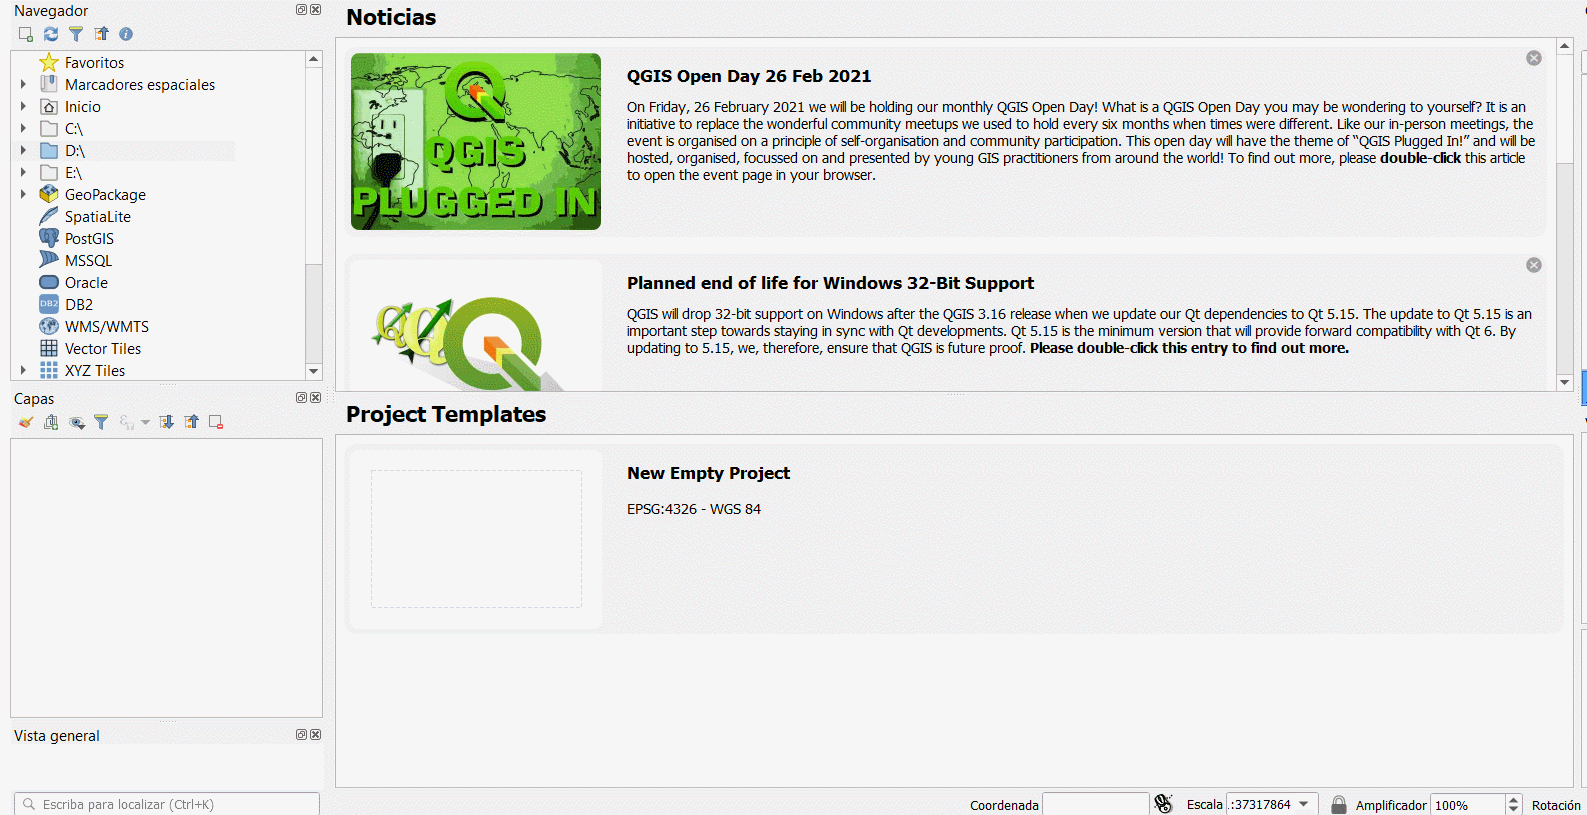 Navegador
Favoritos
Marcadores espaciales
Inicio
C:\
D:\
E:\
GeoPackage
SpatiaLite
PostGIS
MSSQL
Oracle
DB2
DB2
WMS/WMTS
Vector Tiles
XYZ Tiles
Capas
Vista general
Escriba para localizar (Ctrl+K)
Noticias
QGIS
PLUGGED IN
QGIS Open Day 26 Feb 2021
On Friday, 26 February 2021 we will be holding our monthly QGIS Open Day! What is a QGIS Open Day you may be wondering to yourself? It is an
initiative to replace the wonderful community meetups we used to hold every six months when times were different. Like our in-person meetings, the
event is organised on a principle of self-organisation and community participation. This open day will have the theme of “QGIS Plugged In!” and will be
hosted, organised, focussed on and presented by young GIS practitioners from around the world! To find out more, please double-click this article
to open the event page in your browser.
Planned end of life for Windows 32-Bit Support
QGIS will drop 32-bit support on Windows after the QGIS 3.16 release when we update our Qt dependencies to Qt 5.15. The update to Qt 5.15 is an
important step towards staying in sync with Qt developments. Qt 5.15 is the minimum version that will provide forward compatibility with Qt 6. By
updating to 5.15, we, therefore, ensure that QGIS is future proof. Please double-click this entry to find out more.
Project Templates
New Empty Project
EPSG:4326 - WGS 84
Coordenada
Escala .:37317864
Amplificador 100%
Rotación